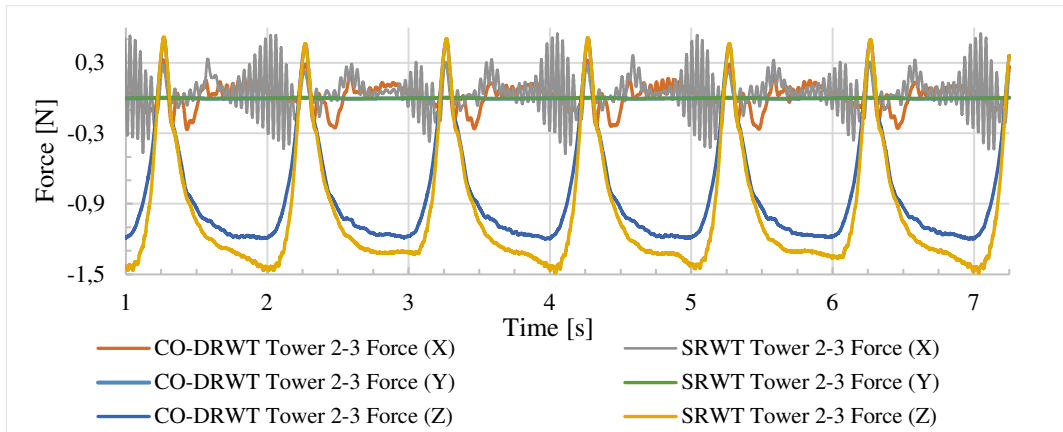 0,3
-0,3
-0,9
-1,5
Force [N]
1 2 3 4 5 6 7
Time [s]
CO-DRWT Tower 2-3 Force (X) SRWT Tower 2-3 Force (X)
CO-DRWT Tower 2-3 Force (Y) SRWT Tower 2-3 Force (Y)
CO-DRWT Tower 2-3 Force (Z) SRWT Tower 2-3 Force (Z)